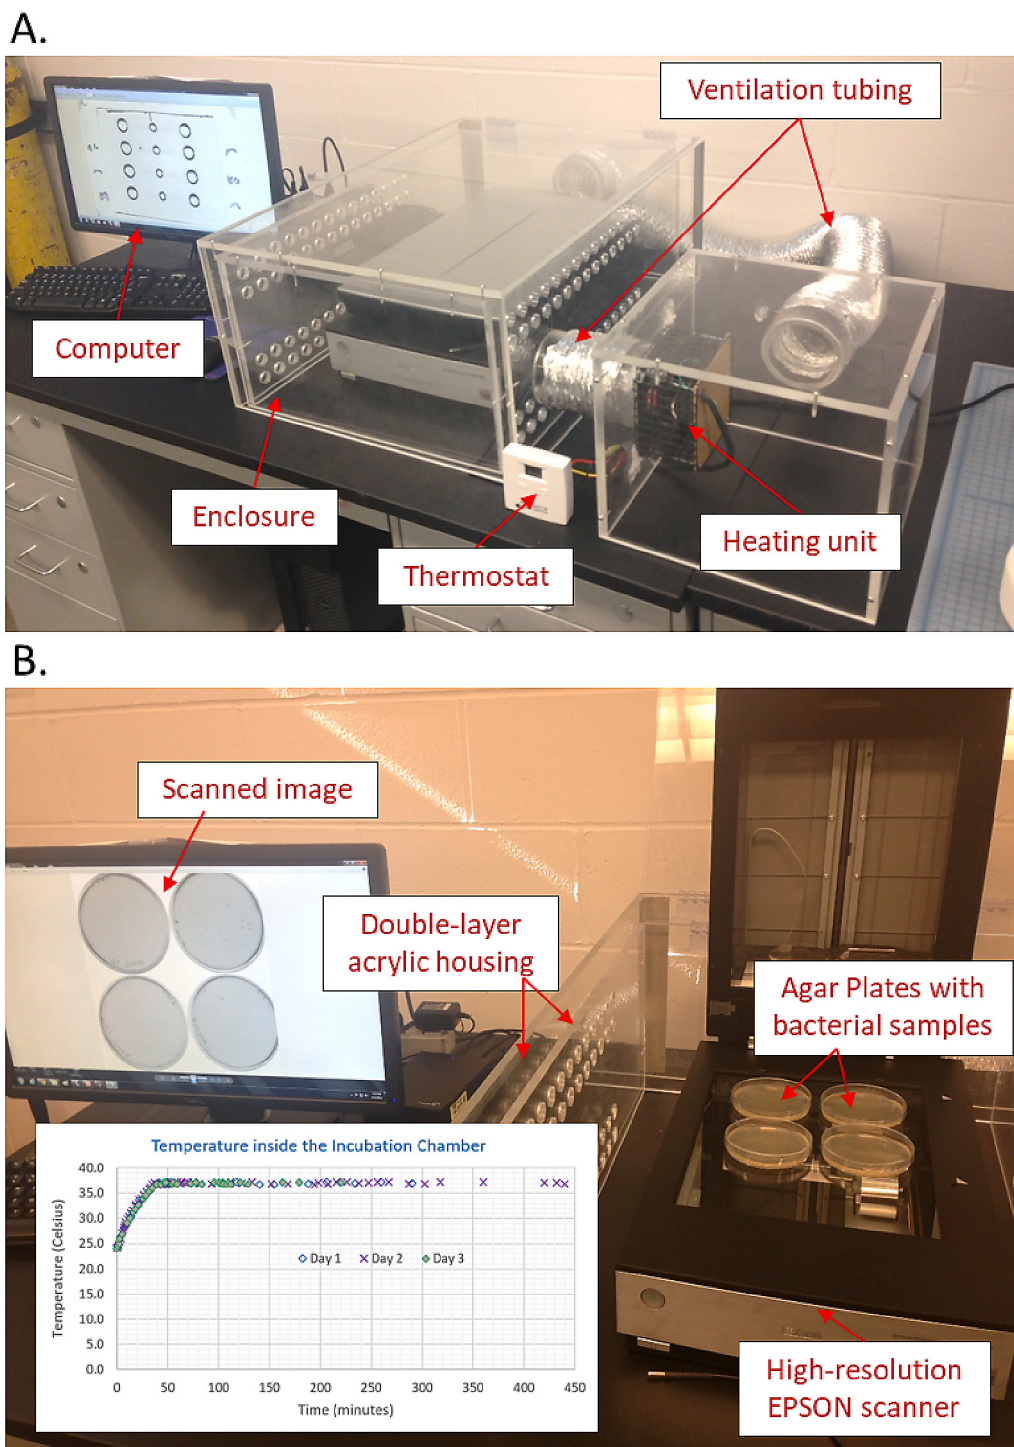 A.
Ventilation tubing
Computer
Enclosure
Thermostat
Heating unit
B.
Scanned image
Double-layer
acrylic housing
Agar Plates with
bacterial samples
Temperature inside the Incubation Chamber
40.0
35.0
30.0
25.0
20.0
15.0
10.0
5.0
0.0
Temperature (Celsius)
Day 1 Day 2 Day 3
0 50 100 150 200 250 300 350 400 450
Time (minutes)
High-resolution
EPSON scanner